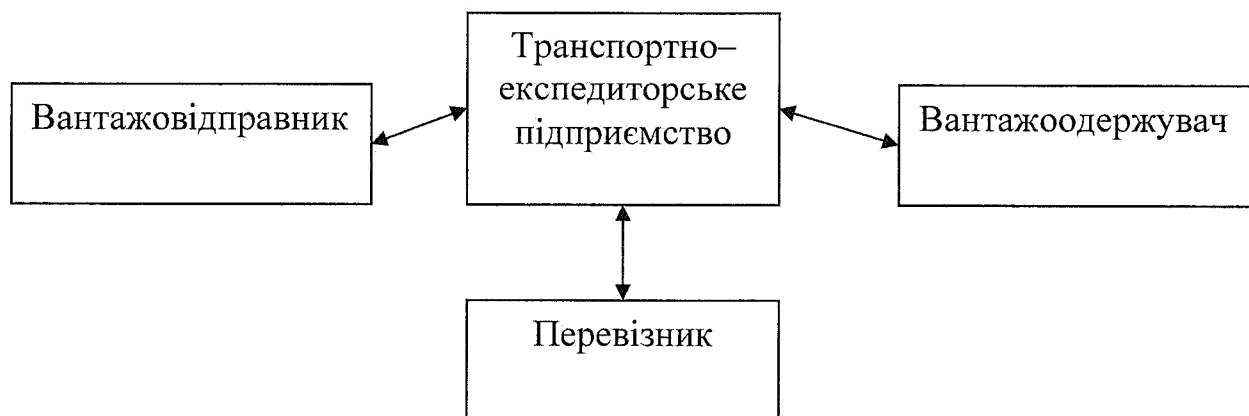 Транспортно–
експедиторське
підприємство
Вантажовідправник
Вантажоодержувач
Перевізник